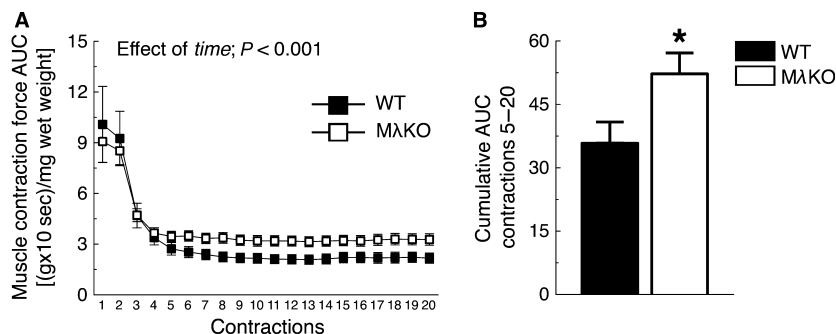 A
Muscle contraction force AUC
[(gx10 sec)/mg wet weight]
15
12
9
6
3
0
Effect of time; P < 0.001
WT
MλKO
1 2 3 4 5 6 7 8 9 10 11 12 13 14 15 16 17 18 19 20
Contractions
B
Cumulative AUC
contractions 5–20
60
45
30
15
0
*
WT
MλKO